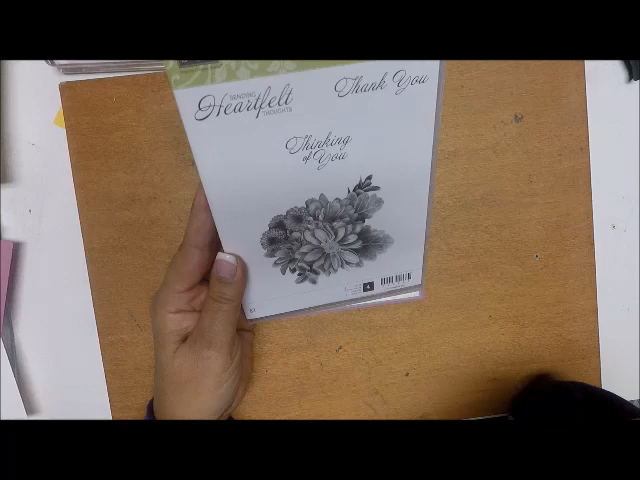 SENDING
Heartfelt
THOUGHTS
Thank You
Thinking
of You